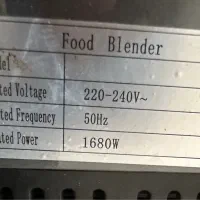 Food Blender
del
ted Voltage 220-240V~
ted Frequency 50Hz
ted Power 1680W